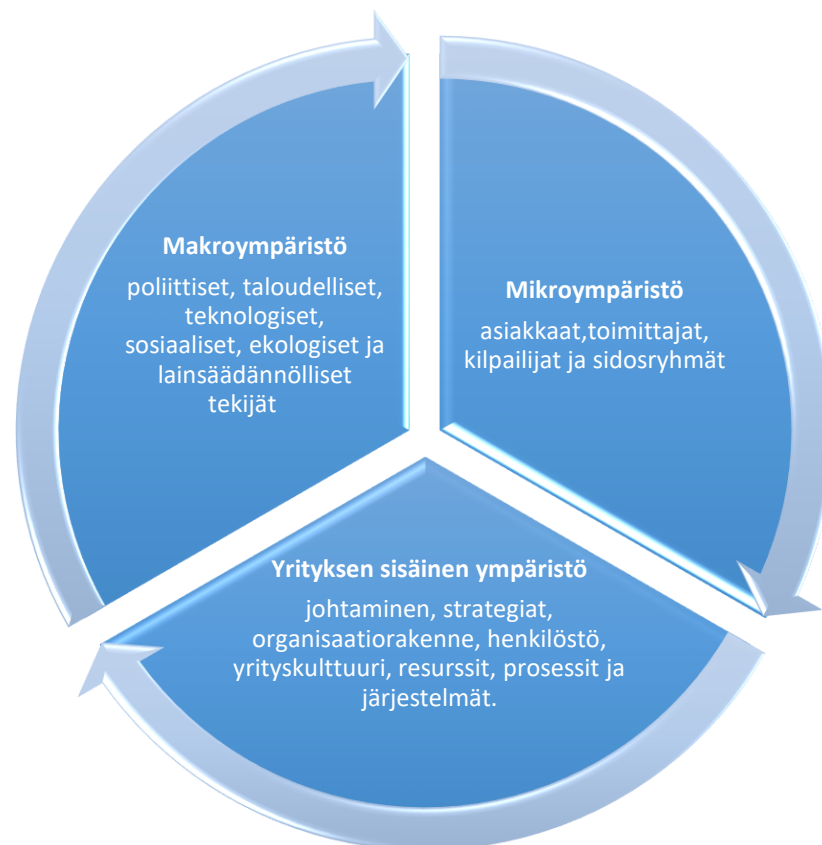 Makroympäristö
poliittiset, taloudelliset,
teknologiset,
sosiaaliset, ekologiset ja
lainsäädännölliset
tekijät
Mikroympäristö
asiakkaat,toimittajat,
kilpailijat ja sidosryhmät
Yrityksen sisäinen ympäristö
johtaminen, strategiat,
organisaatiorakenne, henkilöstö,
yrityskulttuuri, resurssit, prosessit ja
järjestelmät.